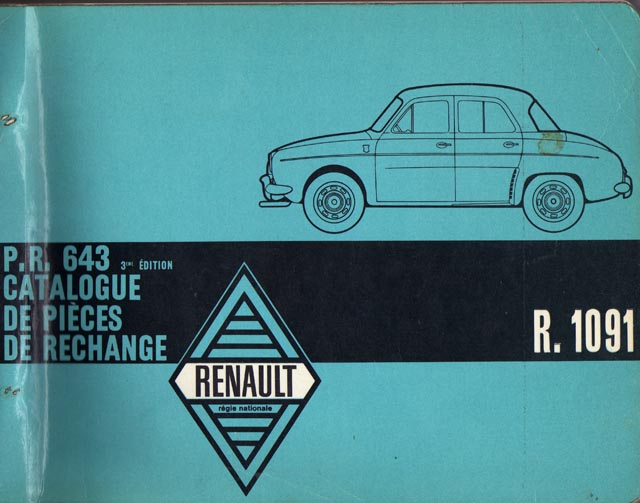 P.R. 643 3ÈME ÉDITION
CATALOGUE
DE PIÈCES
DE RECHANGE
R. 1091
RENAULT
régie nationale